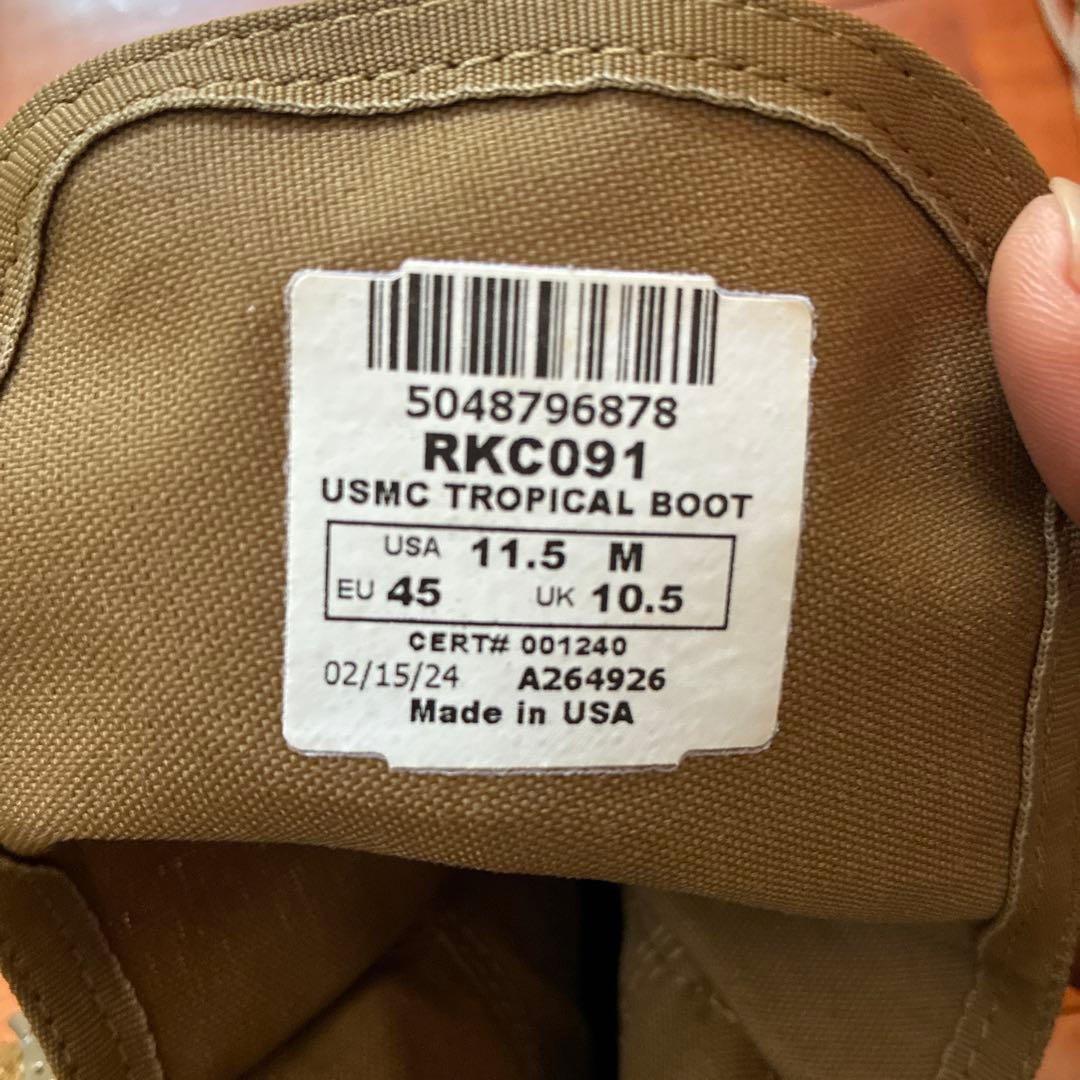 5048796878
RKC091
USMC TROPICAL BOOT
USA 11.5 M
EU 45 UK 10.5
CERT# 001240
02/15/24 A264926
Made in USA